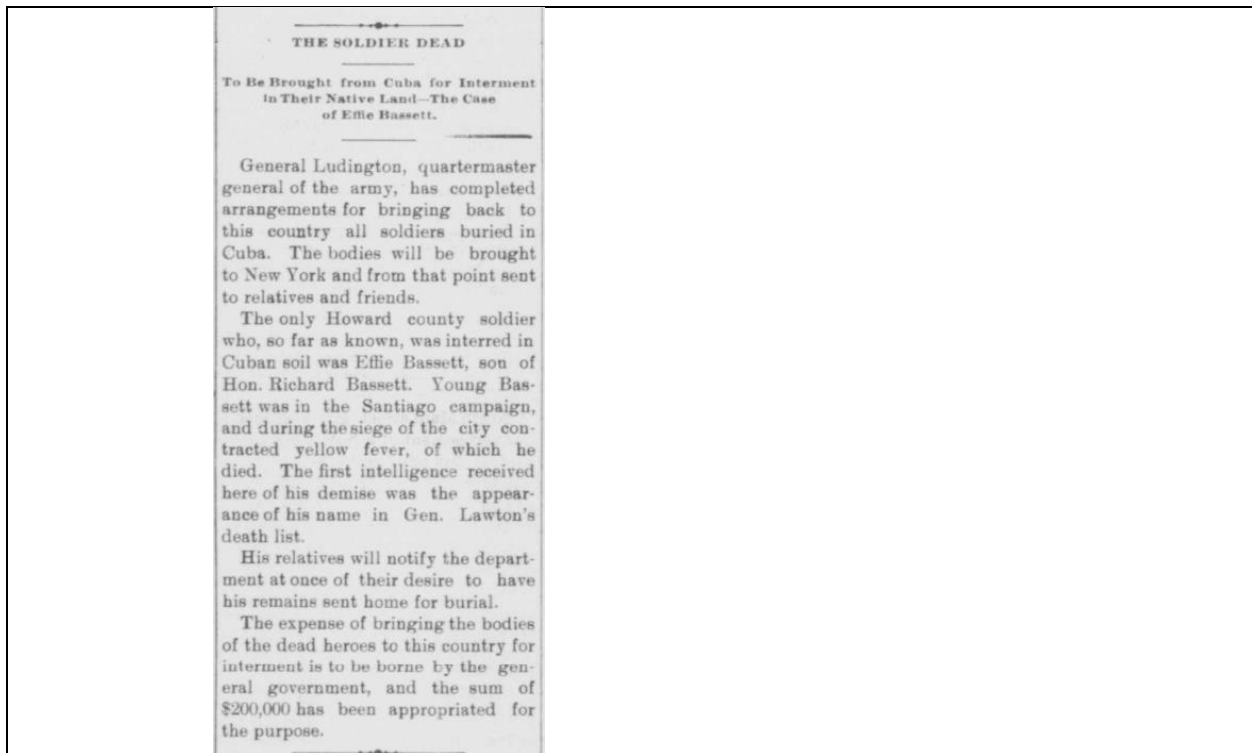 THE SOLDIER DEAD
To Be Brought from Cuba for Interment
in Their Native Land—The Case
of Effie Bassett.
General Ludington, quartermaster
general of the army, has completed
arrangements for bringing back to
this country all soldiers buried in
Cuba. The bodies will be brought
to New York and from that point sent
to relatives and friends.
The only Howard county soldier
who, so far as known, was interred in
Cuban soil was Effie Bassett, son of
Hon. Richard Bassett. Young Bas-
sett was in the Santiago campaign,
and during the siege of the city con-
tracted yellow fever, of which he
died. The first intelligence received
here of his demise was the appear-
ance of his name in Gen. Lawton's
death list.
His relatives will notify the depart-
ment at once of their desire to have
his remains sent home for burial.
The expense of bringing the bodies
of the dead heroes to this country for
interment is to be borne by the gen-
eral government, and the sum of
$200,000 has been appropriated for
the purpose.